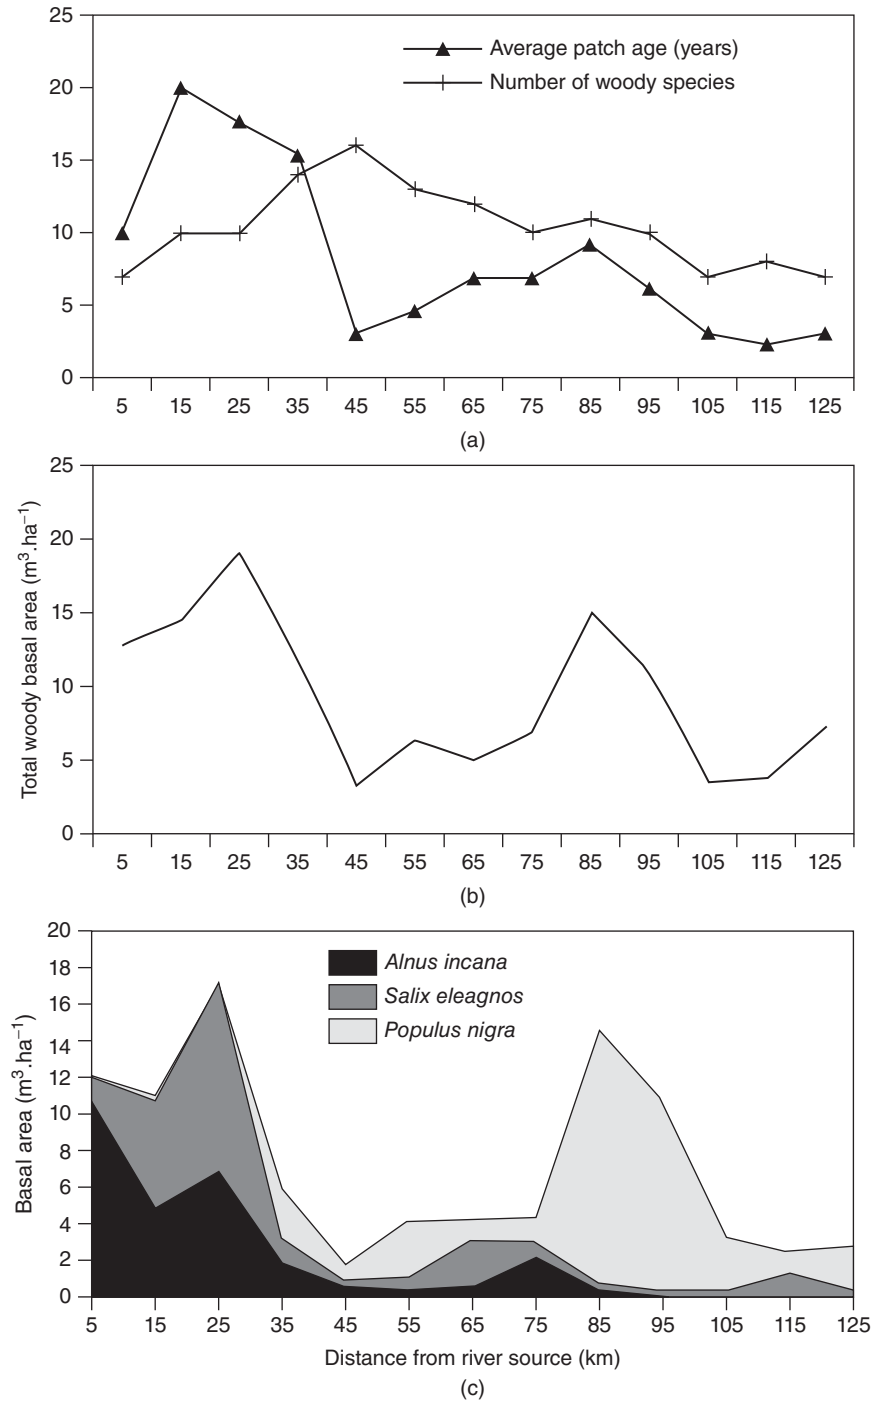 25
Average patch age (years)
Number of woody species
20
15
10
5
0
5 15 25 35 45 55 65 75 85 95 105 115 125
(a)
Total woody basal area (m³.ha⁻¹)
25
20
15
10
5
0
5 15 25 35 45 55 65 75 85 95 105 115 125
(b)
Basal area (m³.ha⁻¹)
20
18
16
14
12
10
8
6
4
2
0
Alnus incana
Salix eleagnos
Populus nigra
5 15 25 35 45 55 65 75 85 95 105 115 125
Distance from river source (km)
(c)